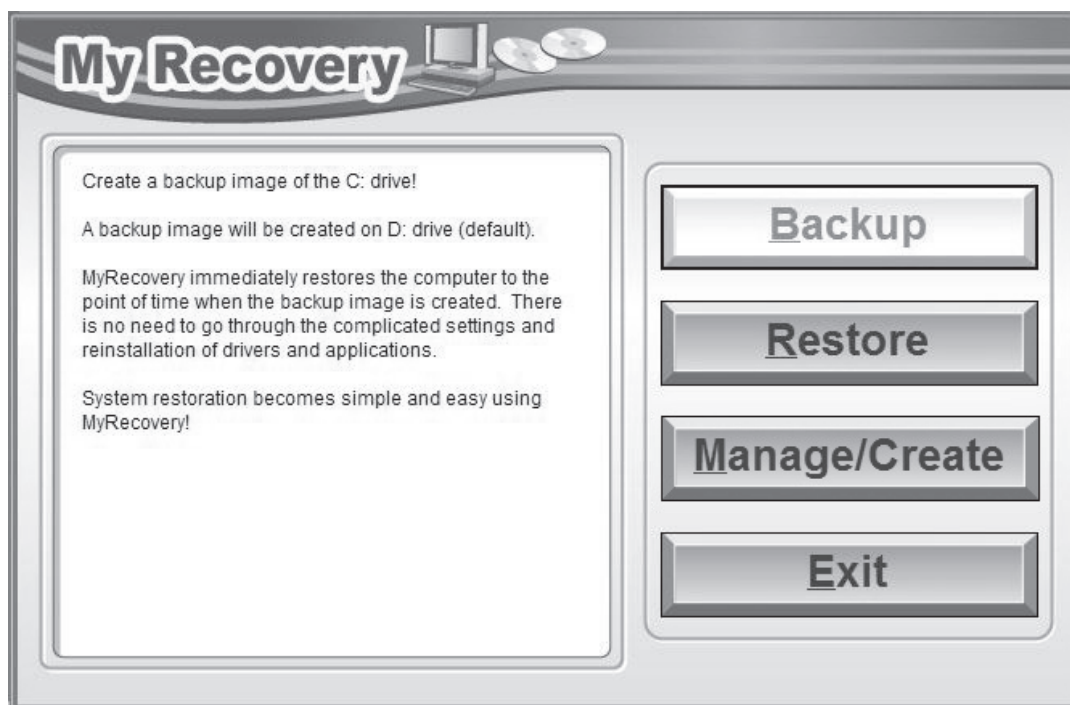 My Recovery
Create a backup image of the C: drive!
A backup image will be created on D: drive (default).
MyRecovery immediately restores the computer to the
point of time when the backup image is created. There
is no need to go through the complicated settings and
reinstallation of drivers and applications.
System restoration becomes simple and easy using
MyRecovery!
Backup
Restore
Manage/Create
Exit